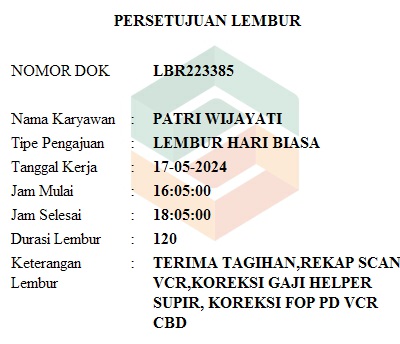 PERSETUJUAN LEMBUR
NOMOR DOK LBR223385
Nama Karyawan : PATRI WIJAYATI
Tipe Pengajuan : LEMBUR HARI BIASA
Tanggal Kerja : 17-05-2024
Jam Mulai : 16:05:00
Jam Selesai : 18:05:00
Durasi Lembur : 120
Keterangan : TERIMA TAGIHAN,REKAP SCAN
Lembur VCR,KOREKSI GAJI HELPER
SUPIR, KOREKSI FOP PD VCR
CBD